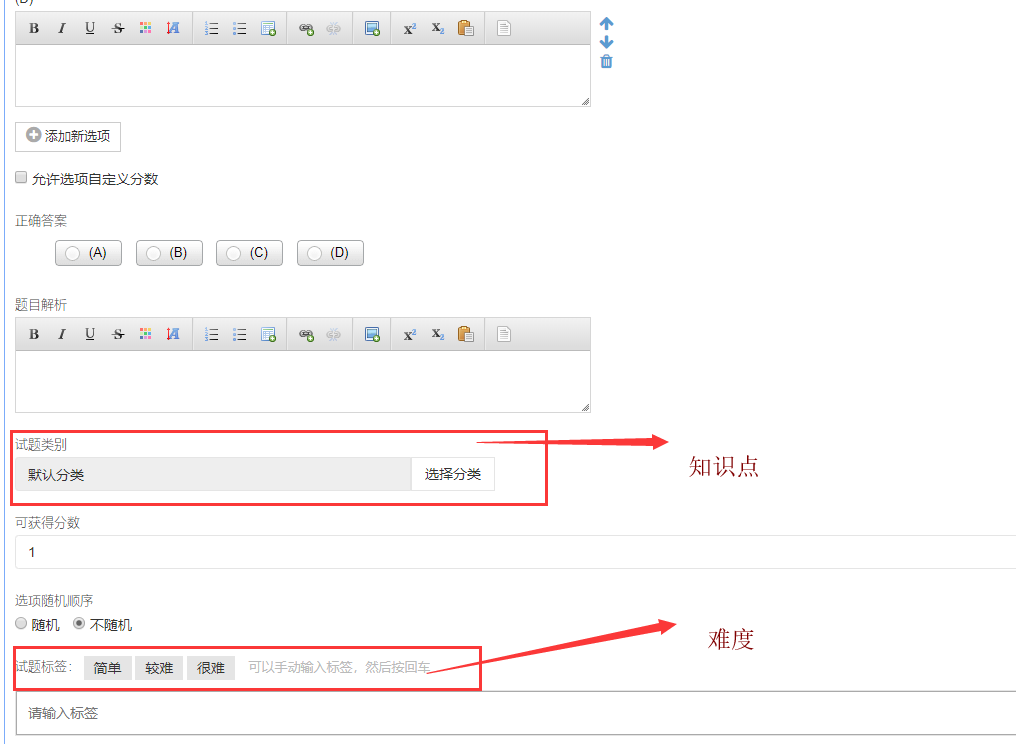 (D)
B I U S
添加新选项
允许选项自定义分数
正确答案
(A) (B) (C) (D)
题目解析
B I U S
试题类别
默认分类 选择分类
知识点
可获得分数
1
选项随机顺序
随机 不随机
难度
试题标签： 简单 较难 很难 可以手动输入标签，然后按回车
请输入标签